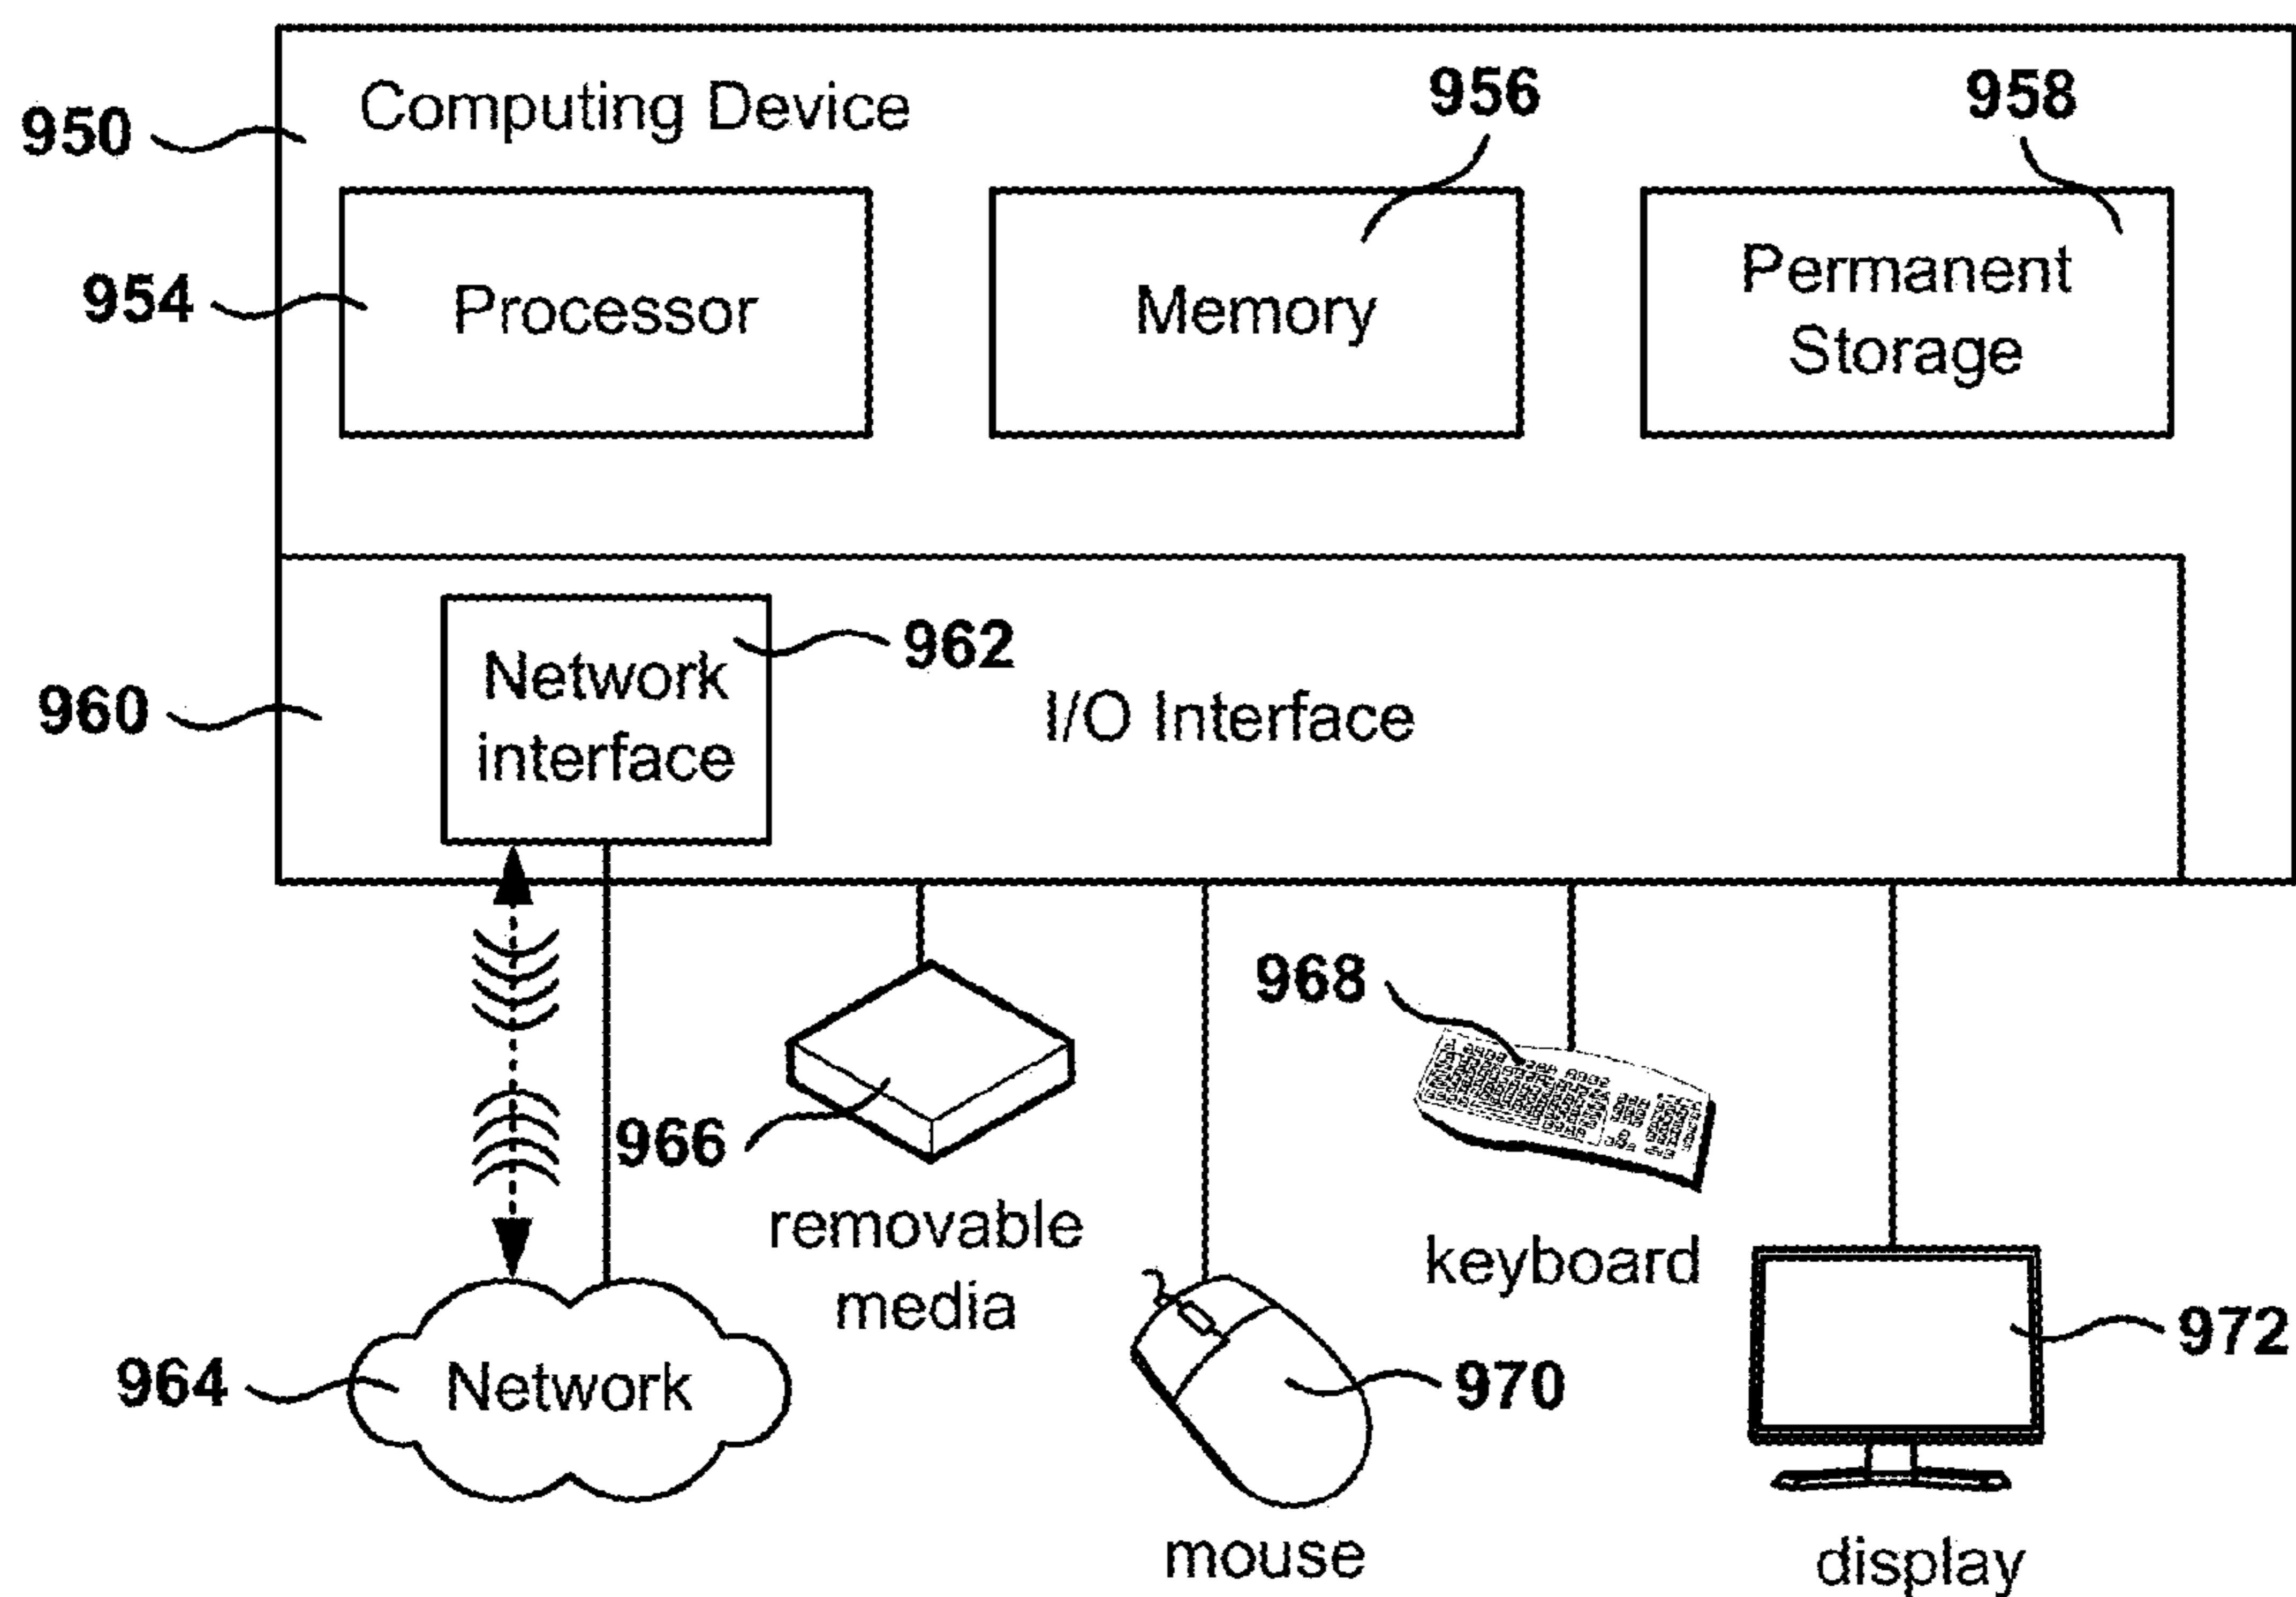 Computing Device
950
956
958
954
Processor
Memory
Permanent
Storage
962
Network
interface
960
I/O Interface
968
966
removable
media
keyboard
972
964
Network
970
mouse
display